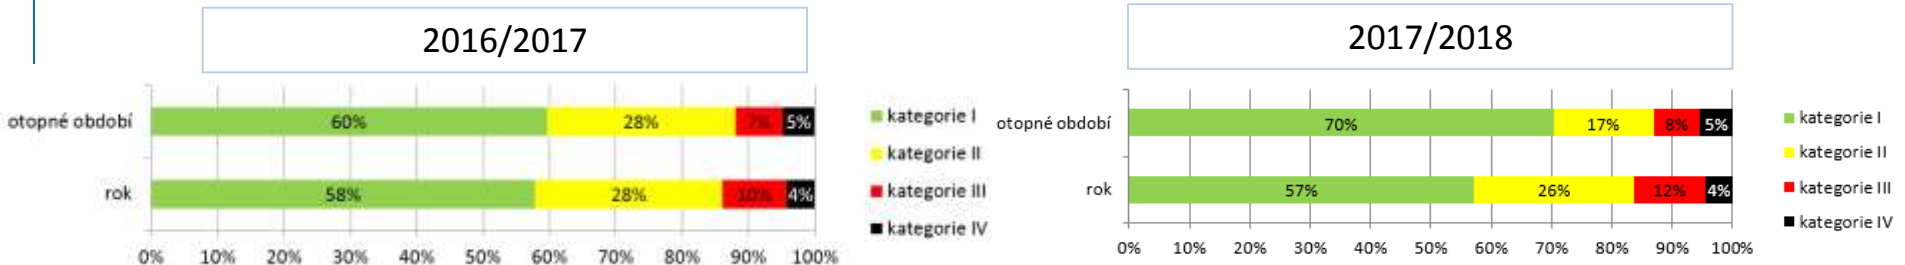 2016/2017
otopné období
60%
28%
7%
5%
rok
58%
28%
10%
4%
0% 10% 20% 30% 40% 50% 60% 70% 80% 90% 100%
kategorie I
kategorie II
kategorie III
kategorie IV
2017/2018
otopné období
70%
17%
8%
5%
rok
57%
26%
12%
4%
0% 10% 20% 30% 40% 50% 60% 70% 80% 90% 100%
kategorie I
kategorie II
kategorie III
kategorie IV